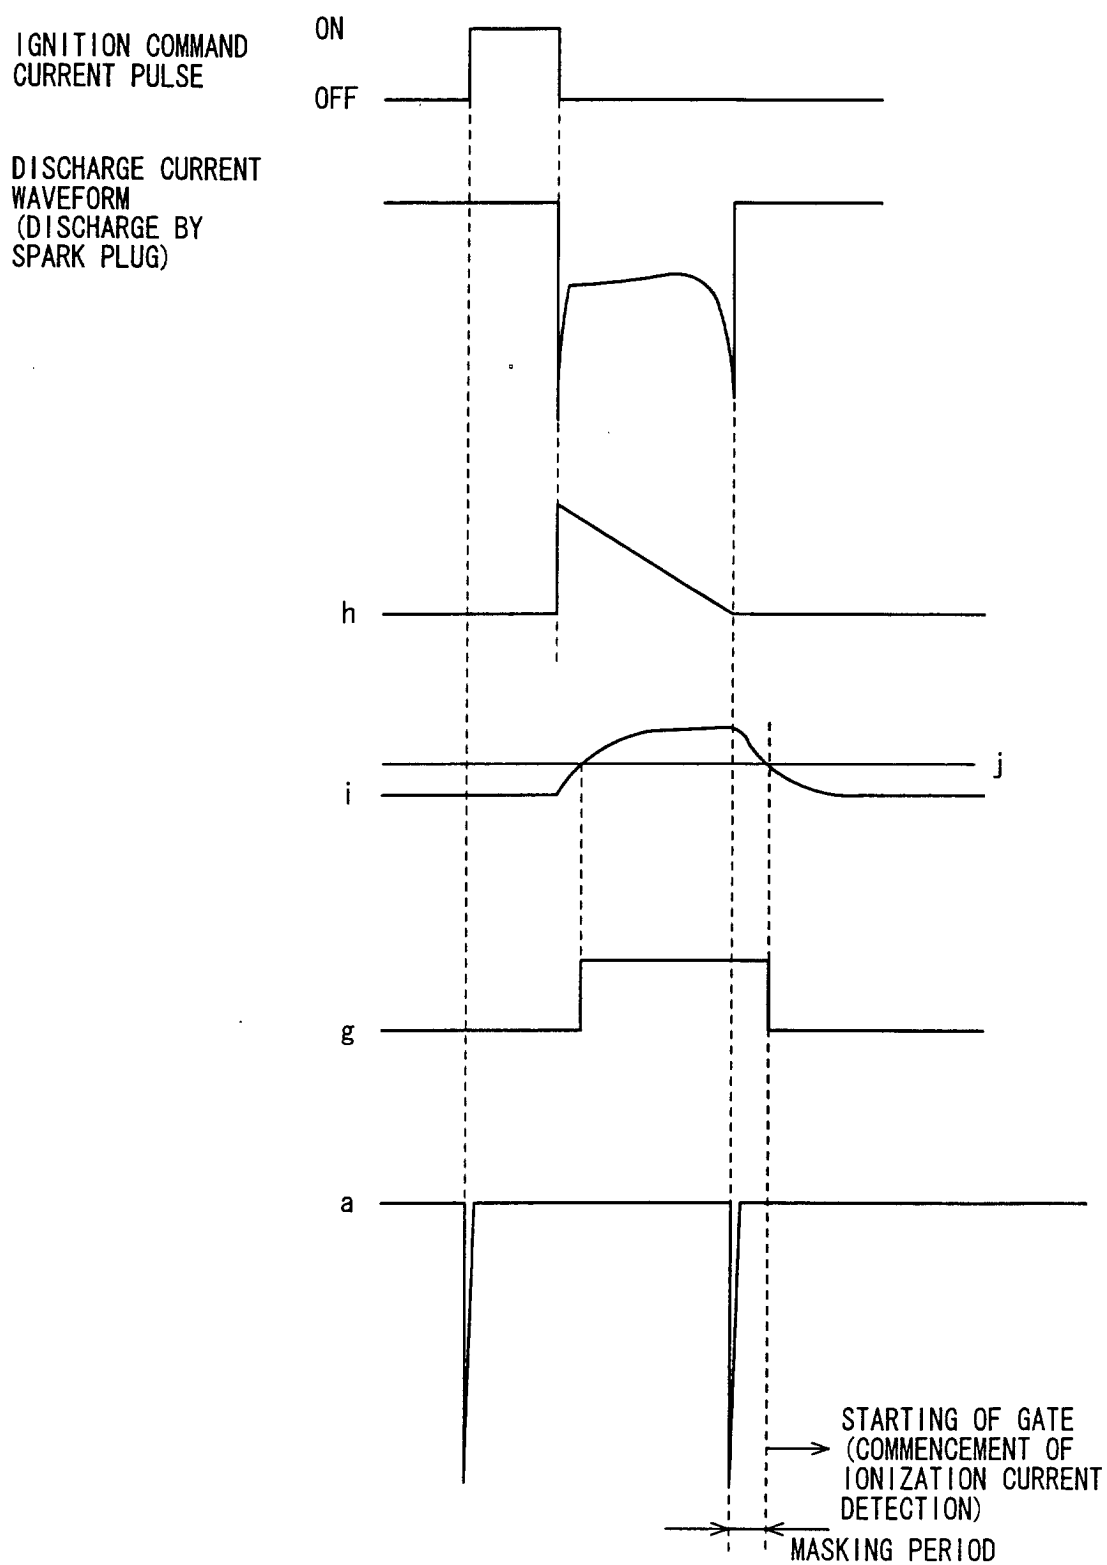 IGNITION COMMAND
CURRENT PULSE
ON
OFF
DISCHARGE CURRENT
WAVEFORM
(DISCHARGE BY
SPARK PLUG)
h
j
i
g
a
STARTING OF GATE
(COMMENCEMENT OF
IONIZATION CURRENT
DETECTION)
MASKING PERIOD